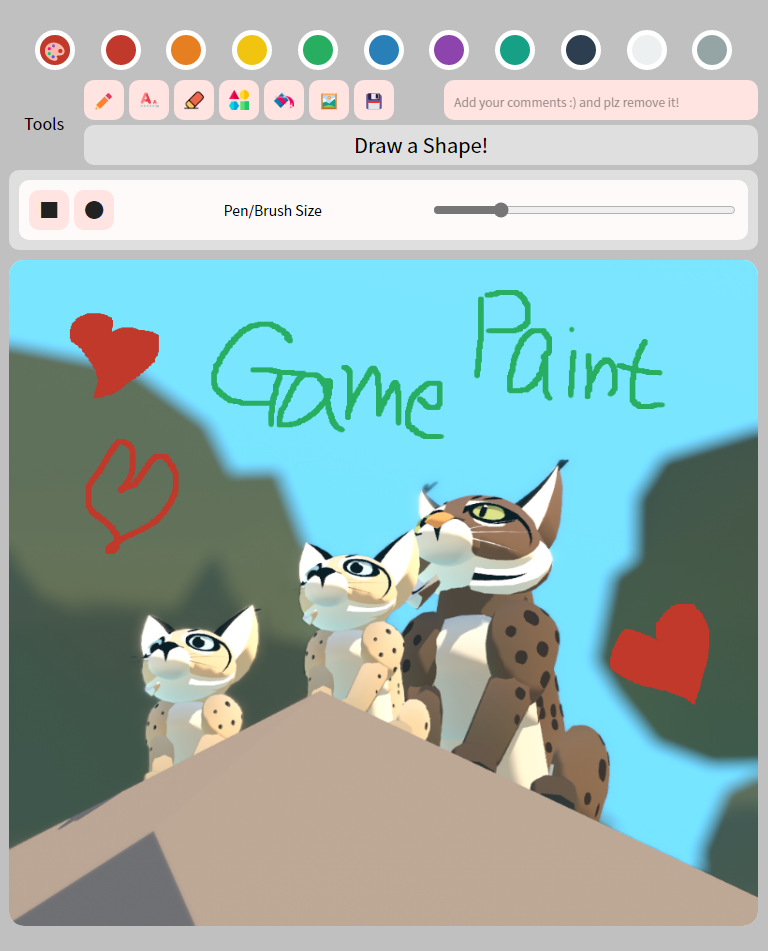 Tools
Add your comments :) and plz remove it!
Draw a Shape!
Pen/Brush Size
Game Paint